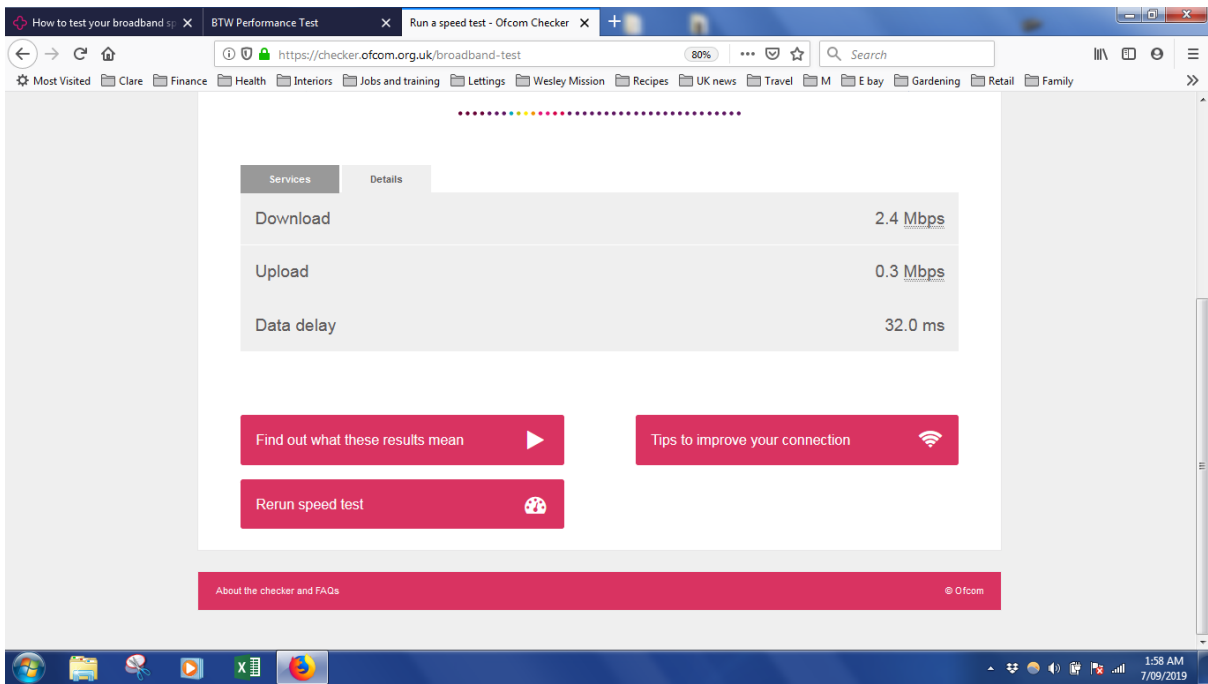 How to test your broadband sp
BTW Performance Test
Run a speed test - Ofcom Checker
https://checker.ofcom.org.uk/broadband-test
80%
Search
Most Visited Clare Finance Health Interiors Jobs and training Lettings Wesley Mission Recipes UK news Travel M E bay Gardening Retail Family
Services Details
Download 2.4 Mbps
Upload 0.3 Mbps
Data delay 32.0 ms
Find out what these results mean
Tips to improve your connection
Rerun speed test
About the checker and FAQs © Ofcom
1:58 AM
7/09/2019